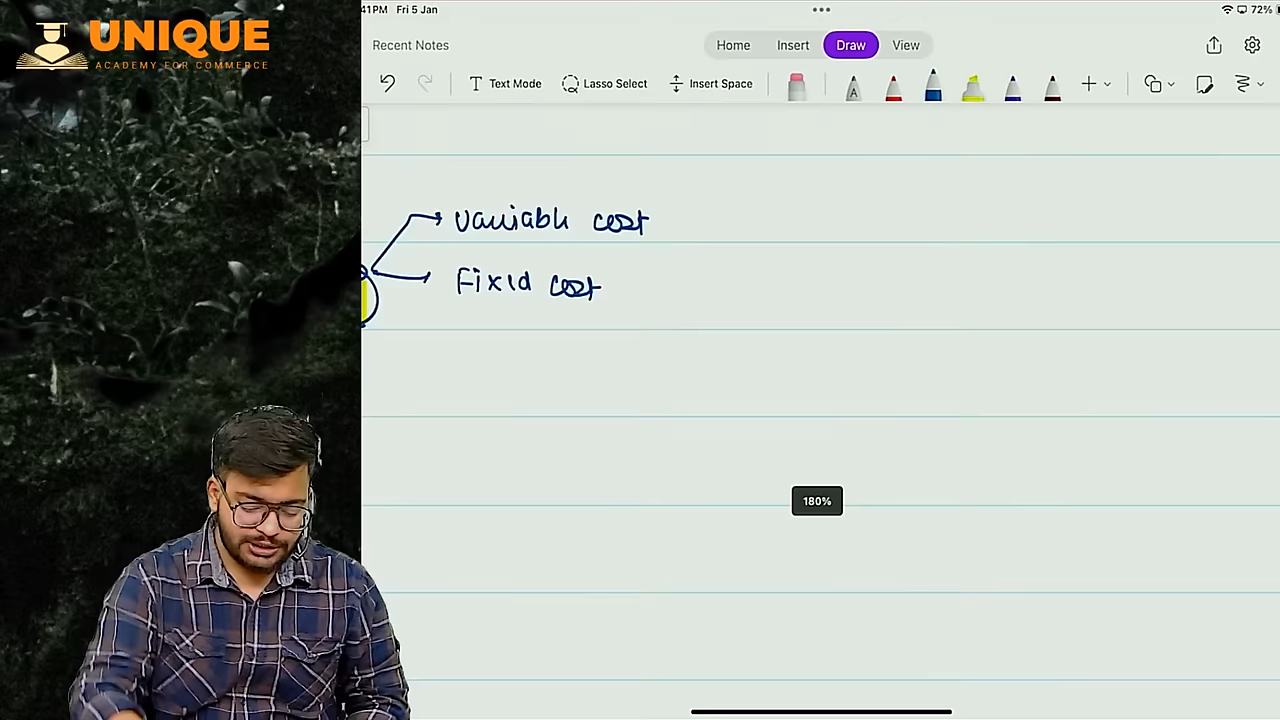 UNIQUE
ACADEMY FOR COMMERCE
41PM Fri 5 Jan
72%
Recent Notes
Home Insert Draw View
Text Mode Lasso Select Insert Space
A
Variable cost
Fixed cost
180%